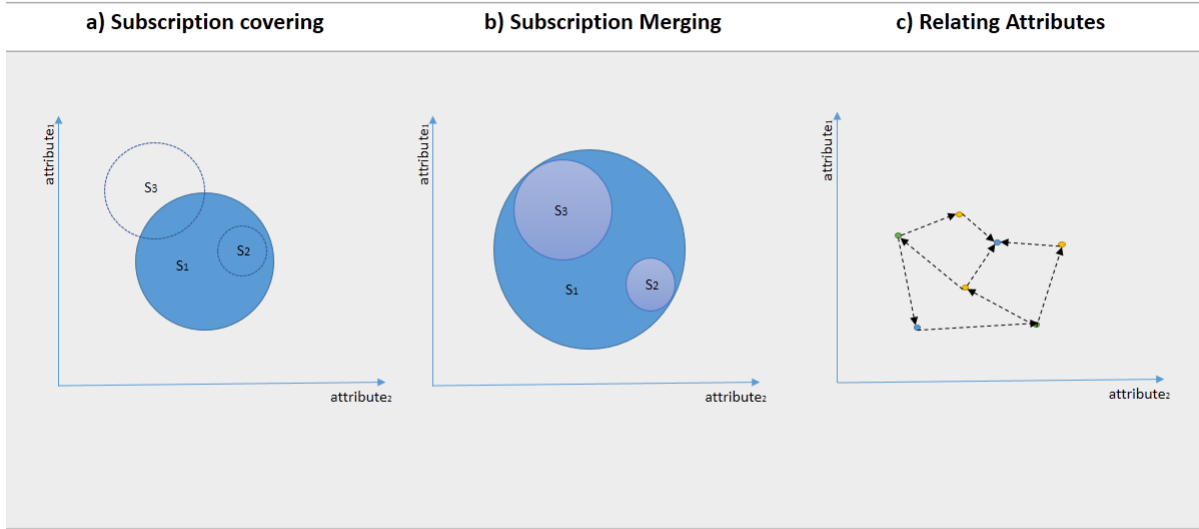 a) Subscription covering
b) Subscription Merging
c) Relating Attributes
attribute₁
S₃
S₁
S₂
attribute₂
attribute₁
S₃
S₁
S₂
attribute₂
attribute₁
attribute₂